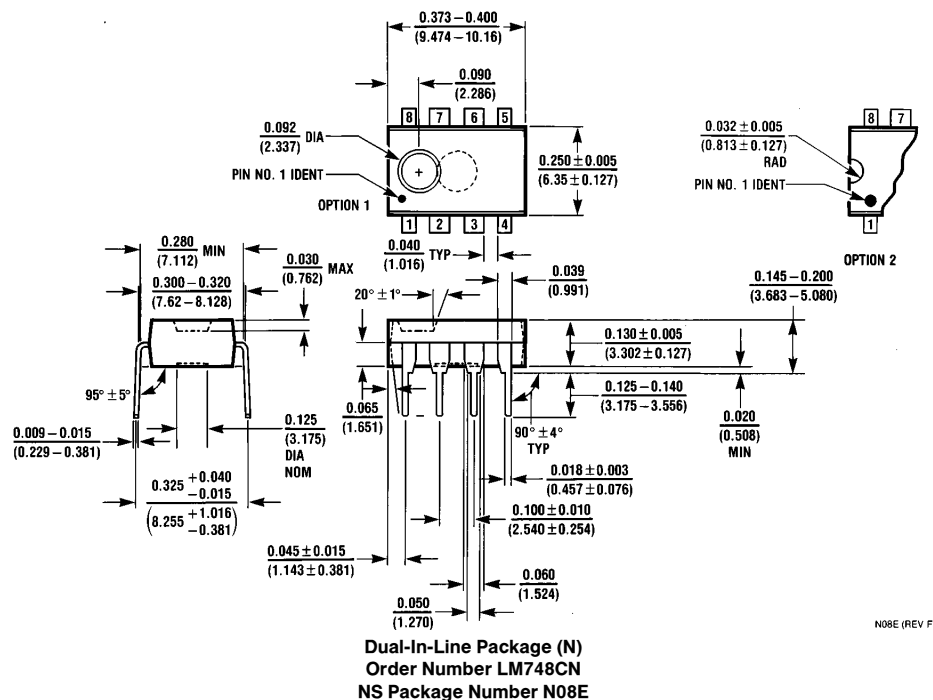 0.373 – 0.400
(9.474 – 10.16)
0.090
(2.286)
8 7 6 5
0.092 DIA
(2.337)
PIN NO. 1 IDENT
OPTION 1
+
1 2 3 4
0.250 ± 0.005
(6.35 ± 0.127)
8 7
0.032 ± 0.005
(0.813 ± 0.127)
RAD
PIN NO. 1 IDENT
1
OPTION 2
0.280 MIN
(7.112)
0.030 MAX
(0.762)
0.300 – 0.320
(7.62 – 8.128)
0.040 TYP
(1.016)
0.039
(0.991)
0.145 – 0.200
(3.683 – 5.080)
20° ± 1°
0.130 ± 0.005
(3.302 ± 0.127)
95° ± 5°
0.125
(3.175)
DIA
NOM
0.065
(1.651)
0.125 – 0.140
(3.175 – 3.556)
0.020
(0.508)
MIN
90° ± 4°
TYP
0.009 – 0.015
(0.229 – 0.381)
0.018 ± 0.003
(0.457 ± 0.076)
0.325 +0.040
−0.015
(8.255 +1.016
−0.381)
0.100 ± 0.010
(2.540 ± 0.254)
0.045 ± 0.015
(1.143 ± 0.381)
0.060
(1.524)
0.050
(1.270)
N08E (REV F
Dual-In-Line Package (N)
Order Number LM748CN
NS Package Number N08E